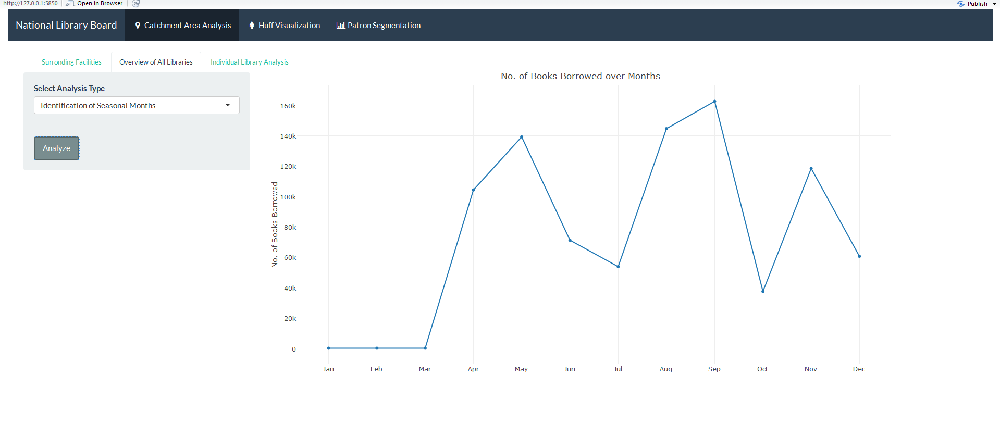 http://127.0.0.1:5850 Open in Browser Publish
National Library Board Catchment Area Analysis Huff Visualization Patron Segmentation
Surronding Facilities Overview of All Libraries Individual Library Analysis
No. of Books Borrowed over Months
Select Analysis Type
Identification of Seasonal Months
Analyze
No. of Books Borrowed
160k
140k
120k
100k
80k
60k
40k
20k
0
Jan Feb Mar Apr May Jun Jul Aug Sep Oct Nov Dec